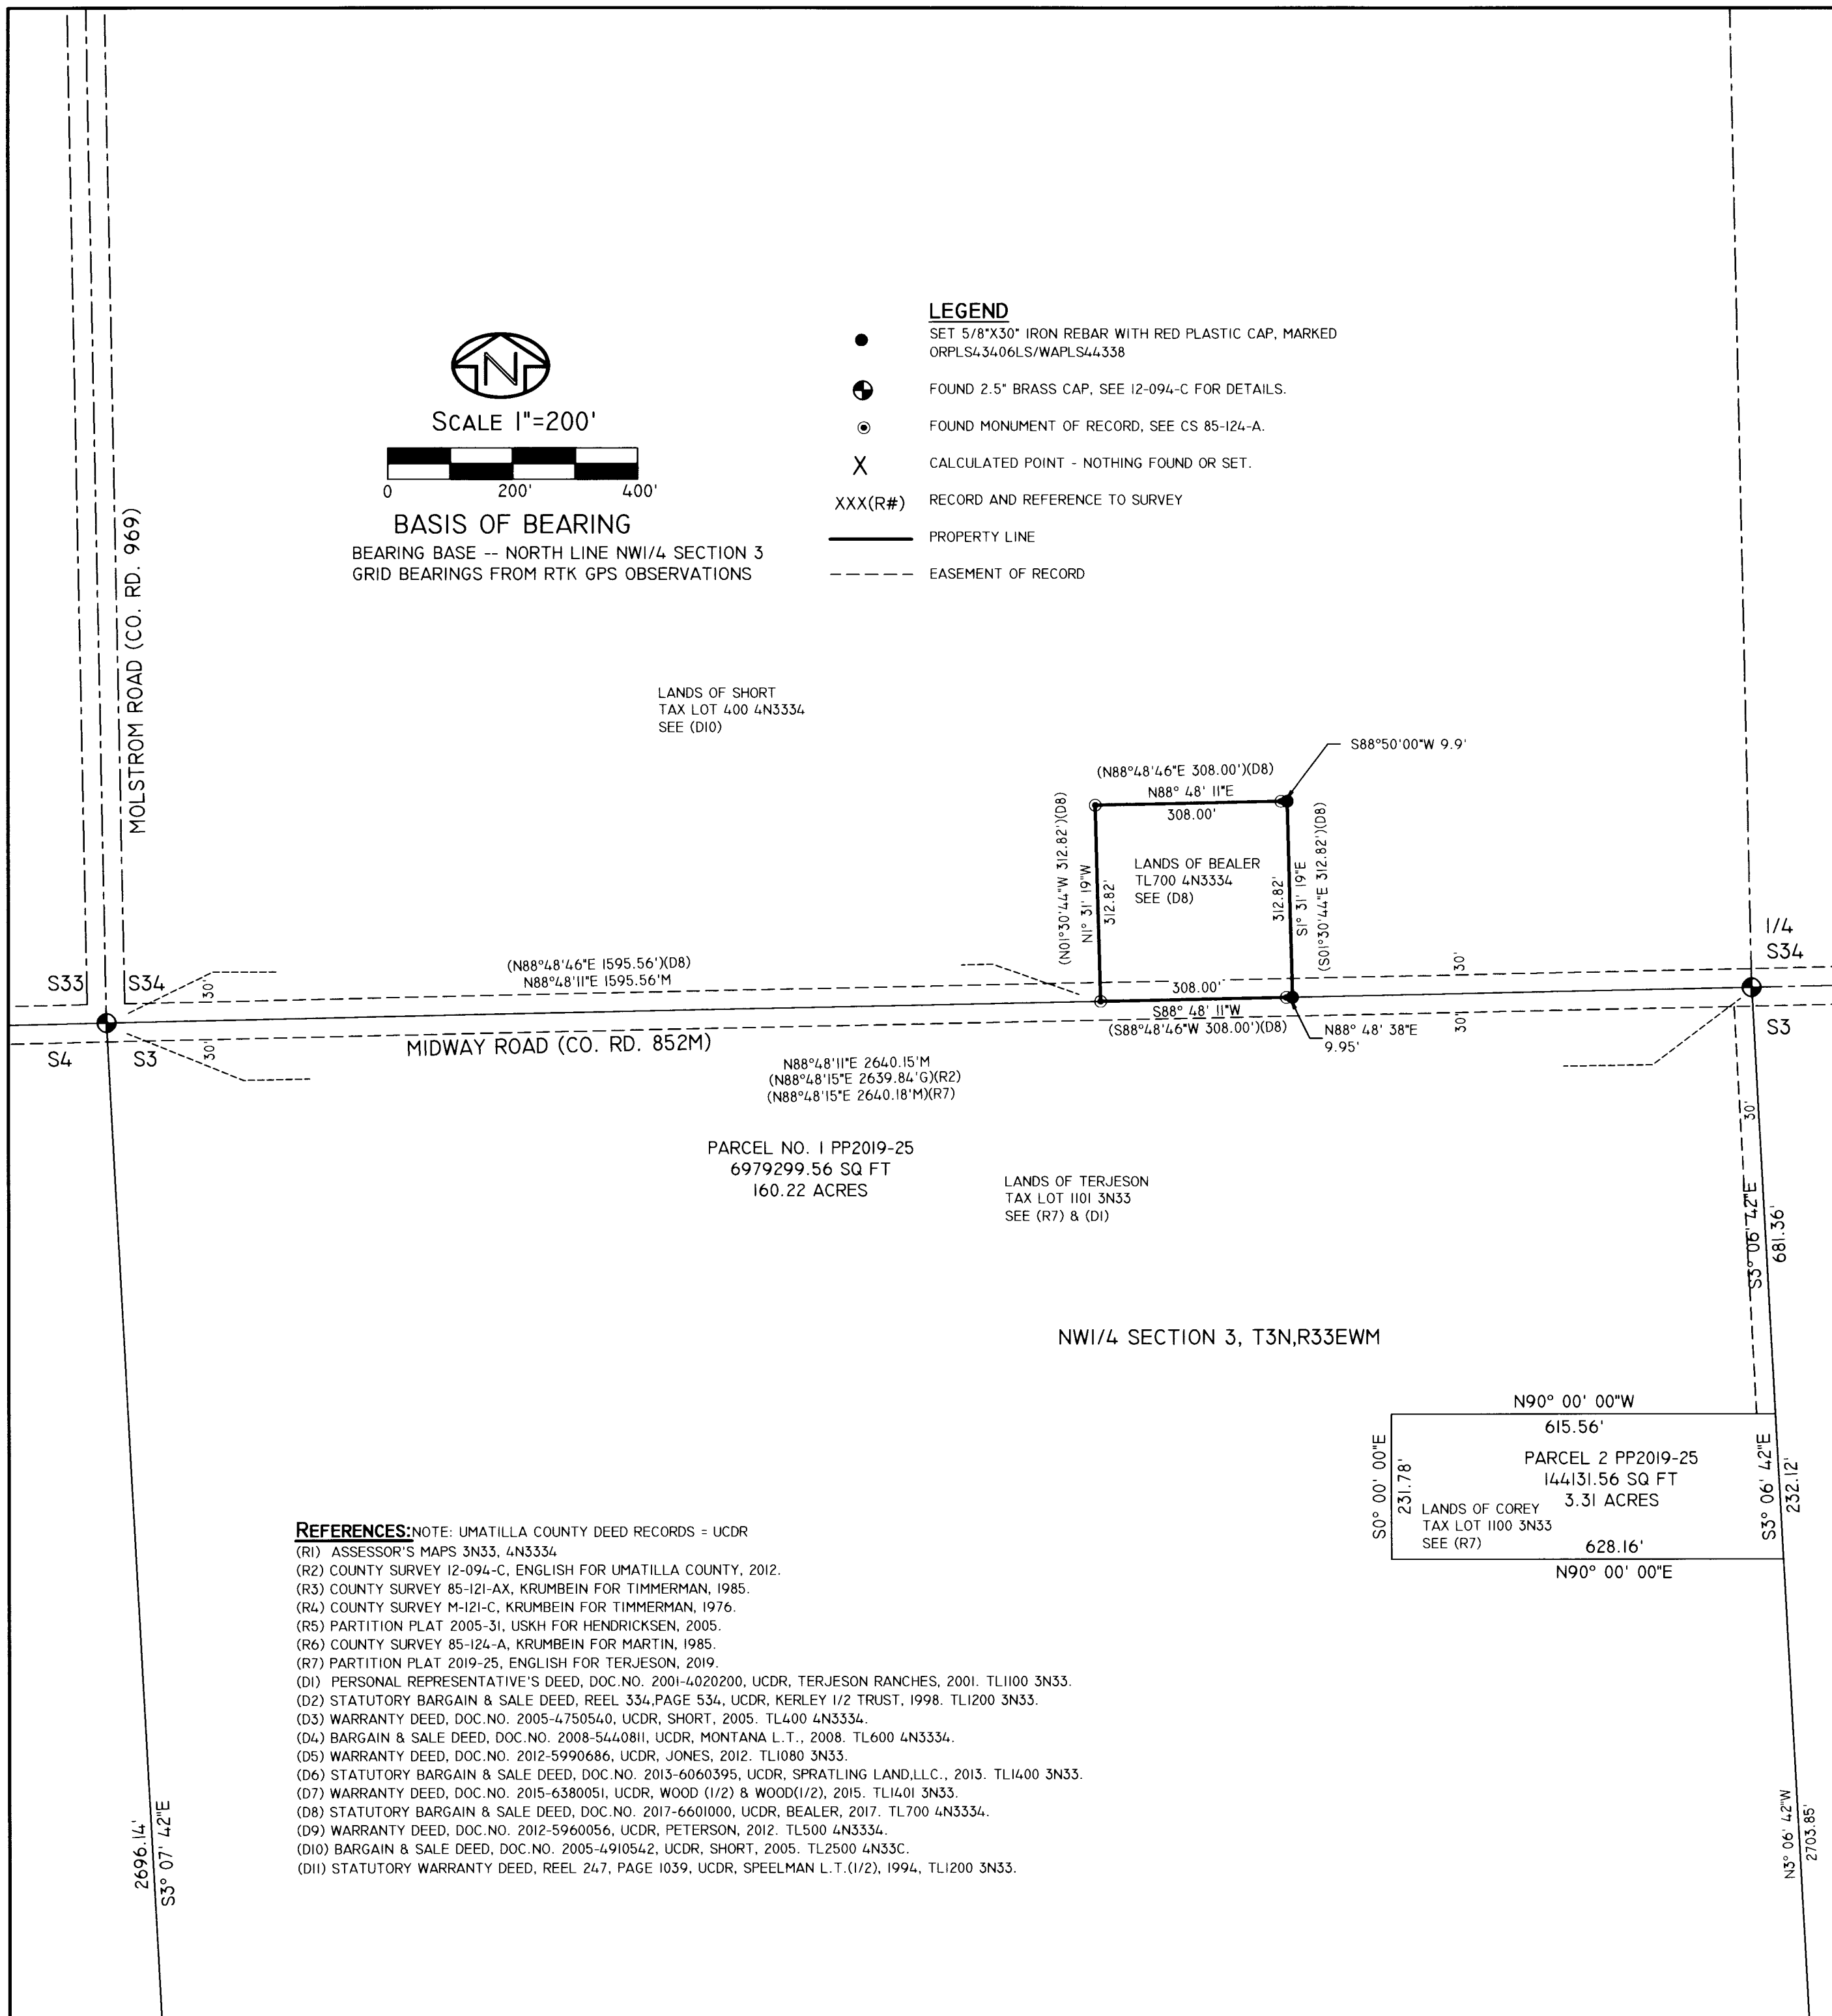 LEGEND
SET 5/8"X30" IRON REBAR WITH RED PLASTIC CAP, MARKED
ORPLS43406LS/WAPLS44338
FOUND 2.5" BRASS CAP, SEE 12-094-C FOR DETAILS.
FOUND MONUMENT OF RECORD, SEE CS 85-124-A.
X CALCULATED POINT - NOTHING FOUND OR SET.
XXX(R#) RECORD AND REFERENCE TO SURVEY
PROPERTY LINE
EASEMENT OF RECORD
N
SCALE 1"=200'
0 200' 400'
BASIS OF BEARING
BEARING BASE -- NORTH LINE NW1/4 SECTION 3
GRID BEARINGS FROM RTK GPS OBSERVATIONS
MOLSTROM ROAD (CO. RD. 969)
LANDS OF SHORT
TAX LOT 400 4N3334
SEE (D10)
S88°50'00"W 9.9'
(N88°48'46"E 308.00')(D8)
N88° 48' 11"E
308.00'
(N01°30'44"W 312.82')(D8)
N1° 31' 19"W
312.82'
LANDS OF BEALER
TL700 4N3334
SEE (D8)
312.82'
S1° 31' 19"E
(S01°30'44"E 312.82')(D8)
1/4
S34
S3
S33 S34
S4 S3
30'
30'
(N88°48'46"E 1595.56')(D8)
N88°48'11"E 1595.56'M
308.00'
S88° 48' 11"W
(S88°48'46"W 308.00')(D8)
N88° 48' 38"E
9.95'
30'
30'
MIDWAY ROAD (CO. RD. 852M)
N88°48'11"E 2640.15'M
(N88°48'15"E 2639.84'G)(R2)
(N88°48'15"E 2640.18'M)(R7)
PARCEL NO. 1 PP2019-25
6979299.56 SQ FT
160.22 ACRES
LANDS OF TERJESON
TAX LOT 1101 3N33
SEE (R7) & (D1)
30'
S3° 06' 42"E
681.36'
NW1/4 SECTION 3, T3N,R33EWM
N90° 00' 00"W
615.56'
S0° 00' 00"E
231.78'
PARCEL 2 PP2019-25
144131.56 SQ FT
3.31 ACRES
LANDS OF COREY
TAX LOT 1100 3N33
SEE (R7)
628.16'
N90° 00' 00"E
S3° 06' 42"E
232.12'
REFERENCES: NOTE: UMATILLA COUNTY DEED RECORDS = UCDR
(R1) ASSESSOR'S MAPS 3N33, 4N3334
(R2) COUNTY SURVEY 12-094-C, ENGLISH FOR UMATILLA COUNTY, 2012.
(R3) COUNTY SURVEY 85-121-AX, KRUMBEIN FOR TIMMERMAN, 1985.
(R4) COUNTY SURVEY M-121-C, KRUMBEIN FOR TIMMERMAN, 1976.
(R5) PARTITION PLAT 2005-31, USKH FOR HENDRICKSEN, 2005.
(R6) COUNTY SURVEY 85-124-A, KRUMBEIN FOR MARTIN, 1985.
(R7) PARTITION PLAT 2019-25, ENGLISH FOR TERJESON, 2019.
(D1) PERSONAL REPRESENTATIVE'S DEED, DOC.NO. 2001-4020200, UCDR, TERJESON RANCHES, 2001. TL1100 3N33.
(D2) STATUTORY BARGAIN & SALE DEED, REEL 334,PAGE 534, UCDR, KERLEY 1/2 TRUST, 1998. TL1200 3N33.
(D3) WARRANTY DEED, DOC.NO. 2005-4750540, UCDR, SHORT, 2005. TL400 4N3334.
(D4) BARGAIN & SALE DEED, DOC.NO. 2008-5440811, UCDR, MONTANA L.T., 2008. TL600 4N3334.
(D5) WARRANTY DEED, DOC.NO. 2012-5990686, UCDR, JONES, 2012. TL1080 3N33.
(D6) STATUTORY BARGAIN & SALE DEED, DOC.NO. 2013-6060395, UCDR, SPRATLING LAND,LLC., 2013. TL1400 3N33.
(D7) WARRANTY DEED, DOC.NO. 2015-6380051, UCDR, WOOD (1/2) & WOOD(1/2), 2015. TL1401 3N33.
(D8) STATUTORY BARGAIN & SALE DEED, DOC.NO. 2017-6601000, UCDR, BEALER, 2017. TL700 4N3334.
(D9) WARRANTY DEED, DOC.NO. 2012-5960056, UCDR, PETERSON, 2012. TL500 4N3334.
(D10) BARGAIN & SALE DEED, DOC.NO. 2005-4910542, UCDR, SHORT, 2005. TL2500 4N33C.
(D11) STATUTORY WARRANTY DEED, REEL 247, PAGE 1039, UCDR, SPEELMAN L.T.(1/2), 1994, TL1200 3N33.
2696.14'
S3° 07' 42"E
N3° 06' 42"W
2703.85'